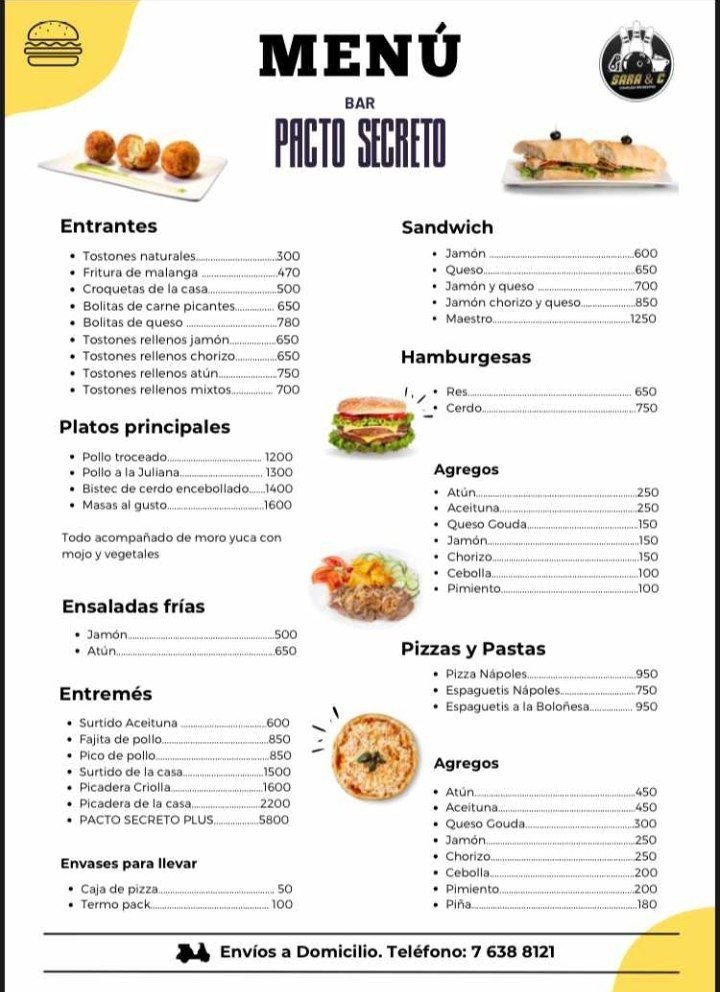 MENÚ
SARA & C
BAR
PACTO SECRETO
Entrantes
Tostones naturales 300
Fritura de malanga 470
Croquetas de la casa 500
Bolitas de carne picantes 650
Bolitas de queso 780
Tostones rellenos jamón 650
Tostones rellenos chorizo 650
Tostones rellenos atún 750
Tostones rellenos mixtos 700
Platos principales
Pollo troceado 1200
Pollo a la Juliana 1300
Bistec de cerdo encebollado 1400
Masas al gusto 1600
Todo acompañado de moro yuca con
mojo y vegetales
Ensaladas frías
Jamón 500
Atún 650
Entremés
Surtido Aceituna 600
Fajita de pollo 850
Pico de pollo 850
Surtido de la casa 1500
Picadera Criolla 1600
Picadera de la casa 2200
PACTO SECRETO PLUS 5800
Envases para llevar
Caja de pizza 50
Termo pack 100
Sandwich
Jamón 600
Queso 650
Jamón y queso 700
Jamón chorizo y queso 850
Maestro 1250
Hamburgesas
Res 650
Cerdo 750
Agregos
Atún 250
Aceituna 250
Queso Gouda 150
Jamón 150
Chorizo 150
Cebolla 100
Pimiento 100
Pizzas y Pastas
Pizza Nápoles 950
Espaguetis Nápoles 750
Espaguetis a la Boloñesa 950
Agregos
Atún 450
Aceituna 450
Queso Gouda 300
Jamón 250
Chorizo 250
Cebolla 200
Pimiento 200
Piña 180
Envíos a Domicilio. Teléfono: 7 638 8121